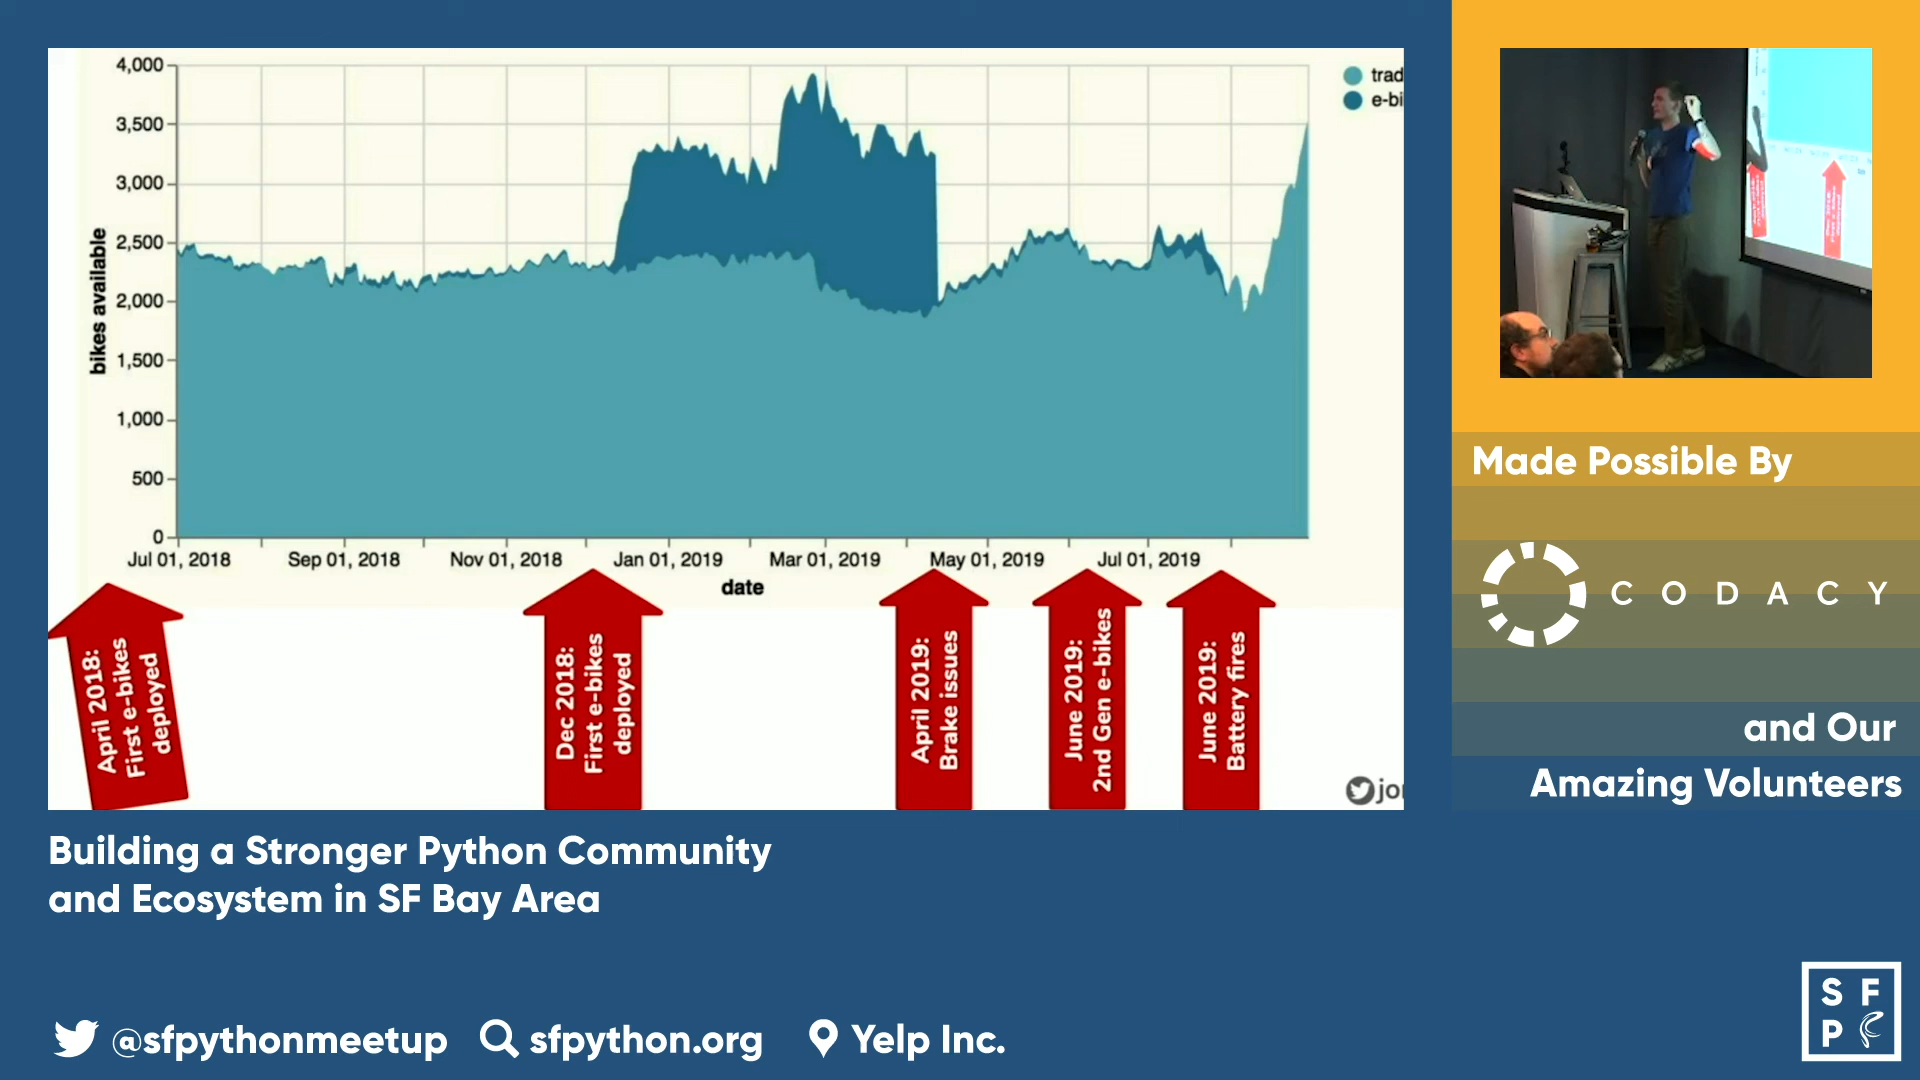 4,000
3,500
3,000
2,500
2,000
1,500
1,000
500
0
bikes available
Jul 01, 2018
Sep 01, 2018
Nov 01, 2018
Jan 01, 2019
Mar 01, 2019
May 01, 2019
Jul 01, 2019
date
trad
e-bi
April 2018:
First e-bikes
deployed
Dec 2018:
First e-bikes
deployed
April 2019:
Brake issues
June 2019:
2nd Gen e-bikes
June 2019:
Battery fires
jo
Made Possible By
CODACY
and Our
Amazing Volunteers
Building a Stronger Python Community
and Ecosystem in SF Bay Area
@sfpythonmeetup
sfpython.org
Yelp Inc.
S F
P